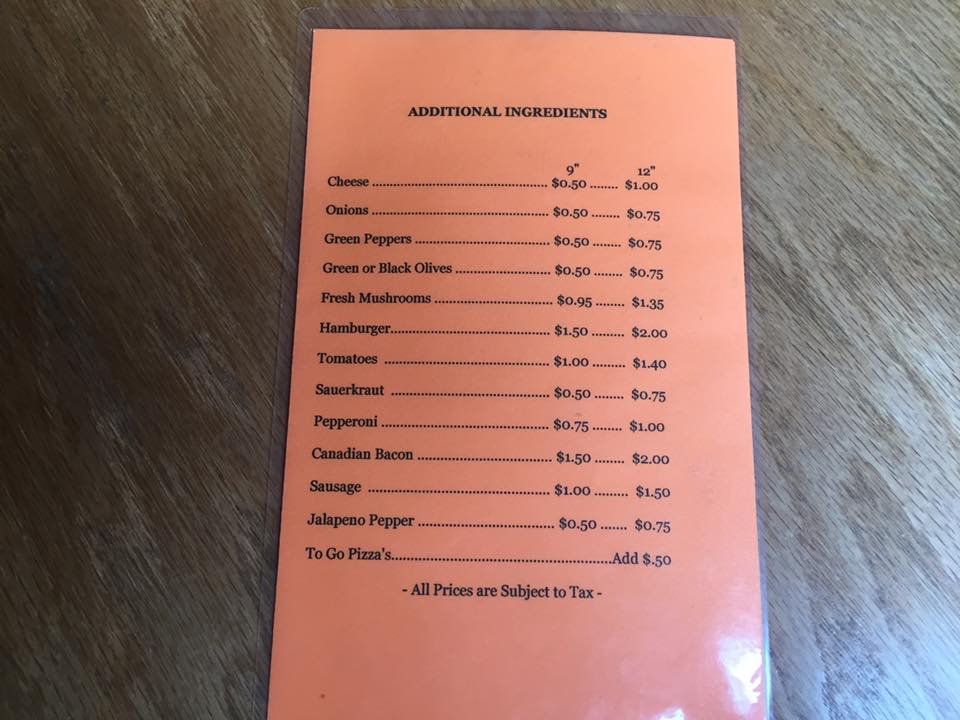 ADDITIONAL INGREDIENTS
9" 12"
Cheese ........................................................ $0.50 ........ $1.00
Onions ........................................................ $0.50 ........ $0.75
Green Peppers ........................................... $0.50 ........ $0.75
Green or Black Olives .............................. $0.50 ........ $0.75
Fresh Mushrooms ..................................... $0.95 ........ $1.35
Hamburger.................................................. $1.50 ......... $2.00
Tomatoes .................................................... $1.00 ......... $1.40
Sauerkraut .................................................. $0.50 ........ $0.75
Pepperoni ..................................................... $0.75 ........ $1.00
Canadian Bacon .......................................... $1.50 ........ $2.00
Sausage ........................................................ $1.00 ......... $1.50
Jalapeno Pepper .......................................... $0.50 ....... $0.75
To Go Pizza's.....................................................Add $.50
- All Prices are Subject to Tax -